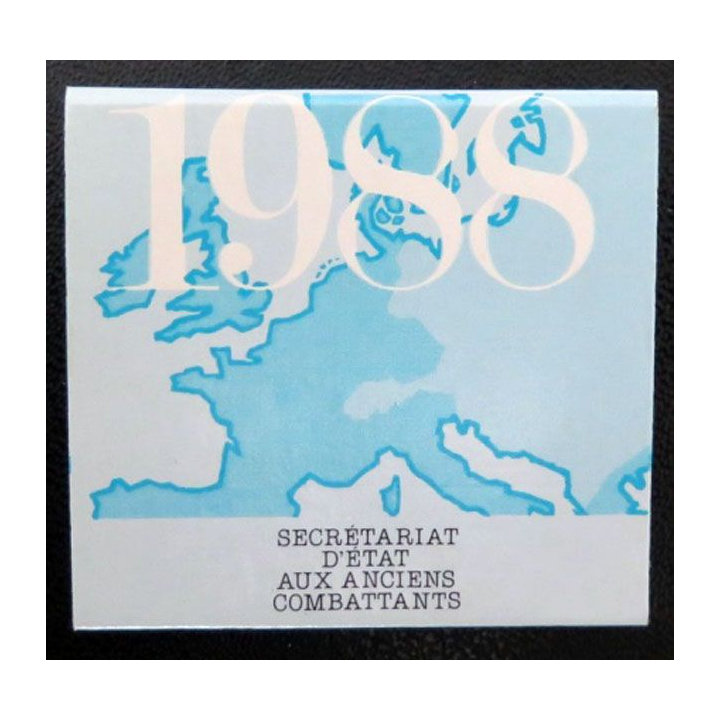 1988
SECRÉTARIAT
D'ÉTAT
AUX ANCIENS
COMBATTANTS